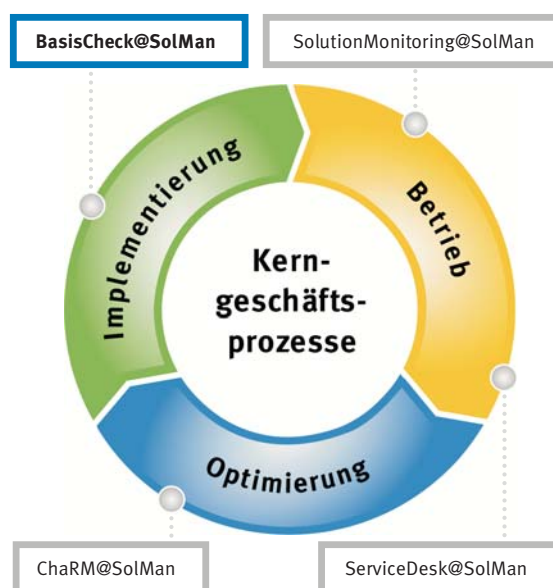 BasisCheck@SolMan
SolutionMonitoring@SolMan
Implementierung
Betrieb
Kern-
geschäfts-
prozesse
Optimierung
ChaRM@SolMan
ServiceDesk@SolMan